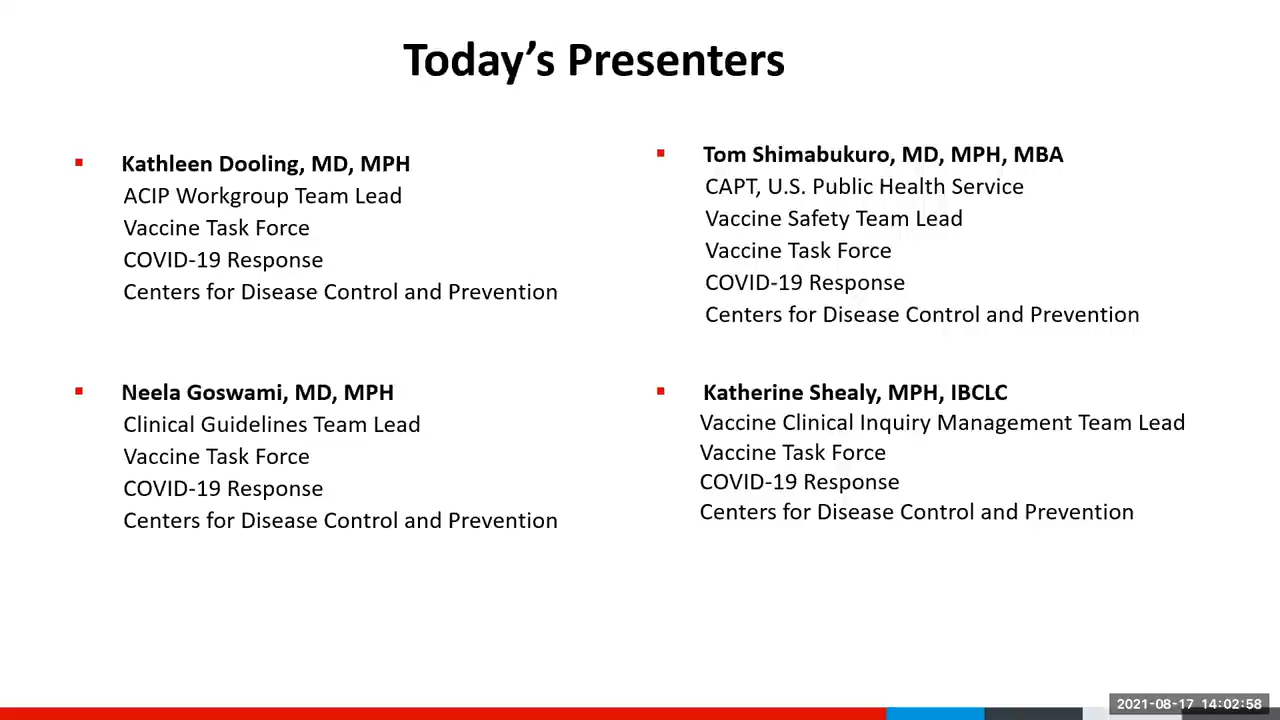 Today’s Presenters
Kathleen Dooling, MD, MPH
ACIP Workgroup Team Lead
Vaccine Task Force
COVID-19 Response
Centers for Disease Control and Prevention
Tom Shimabukuro, MD, MPH, MBA
CAPT, U.S. Public Health Service
Vaccine Safety Team Lead
Vaccine Task Force
COVID-19 Response
Centers for Disease Control and Prevention
Neela Goswami, MD, MPH
Clinical Guidelines Team Lead
Vaccine Task Force
COVID-19 Response
Centers for Disease Control and Prevention
Katherine Shealy, MPH, IBCLC
Vaccine Clinical Inquiry Management Team Lead
Vaccine Task Force
COVID-19 Response
Centers for Disease Control and Prevention
2021-08-17 14:02:58